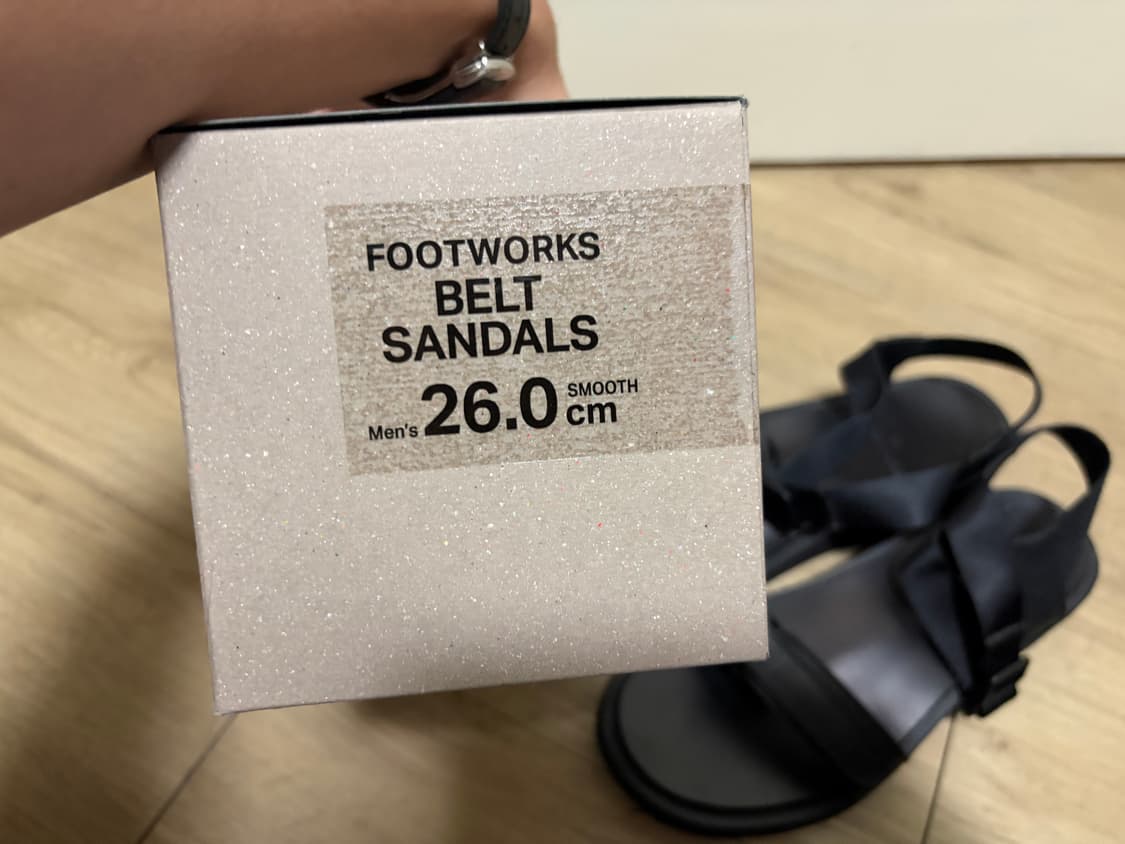 FOOTWORKS
BELT
SANDALS
Men's 26.0 cm SMOOTH